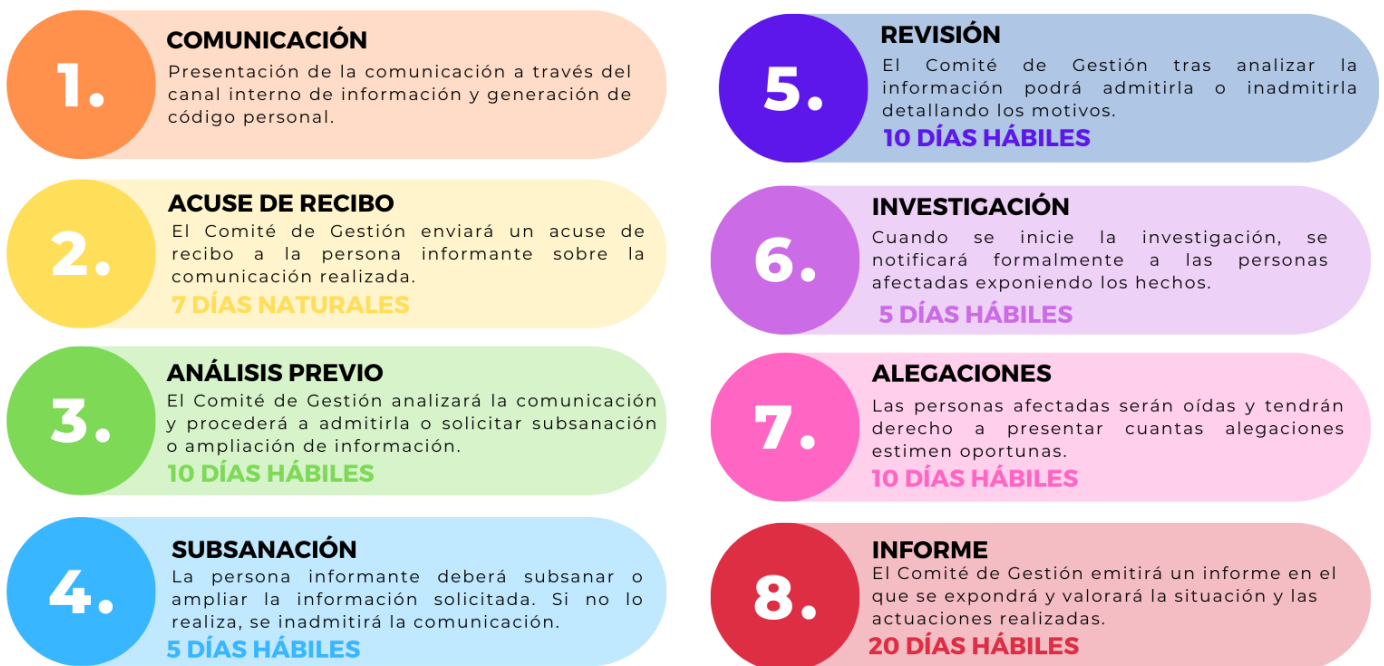 1.
COMUNICACIÓN
Presentación de la comunicación a través del
canal interno de información y generación de
código personal.
2.
ACUSE DE RECIBO
El Comité de Gestión enviará un acuse de
recibo a la persona informante sobre la
comunicación realizada.
7 DÍAS NATURALES
3.
ANÁLISIS PREVIO
El Comité de Gestión analizará la comunicación
y procederá a admitirla o solicitar subsanación
o ampliación de información.
10 DÍAS HÁBILES
4.
SUBSANACIÓN
La persona informante deberá subsanar o
ampliar la información solicitada. Si no lo
realiza, se inadmitirá la comunicación.
5 DÍAS HÁBILES
5.
REVISIÓN
El Comité de Gestión tras analizar la
información podrá admitirla o inadmitirla
detallando los motivos.
10 DÍAS HÁBILES
6.
INVESTIGACIÓN
Cuando se inicie la investigación, se
notificará formalmente a las personas
afectadas exponiendo los hechos.
5 DÍAS HÁBILES
7.
ALEGACIONES
Las personas afectadas serán oídas y tendrán
derecho a presentar cuantas alegaciones
estimen oportunas.
10 DÍAS HÁBILES
8.
INFORME
El Comité de Gestión emitirá un informe en el
que se expondrá y valorará la situación y las
actuaciones realizadas.
20 DÍAS HÁBILES